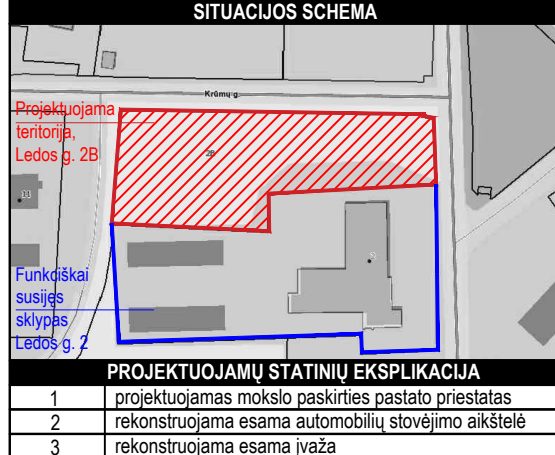 SITUACIJOS SCHEMA
Krūmų g.
Projektuojama
teritorija,
Ledos g. 2B
2B
11
2
Funkciškai
susijęs
sklypas
Ledos g. 2
PROJEKTUOJAMŲ STATINIŲ EKSPLIKACIJA
1 projektuojamas mokslo paskirties pastato priestatas
2 rekonstruojama esama automobilių stovėjimo aikštelė
3 rekonstruojama esama įvaža